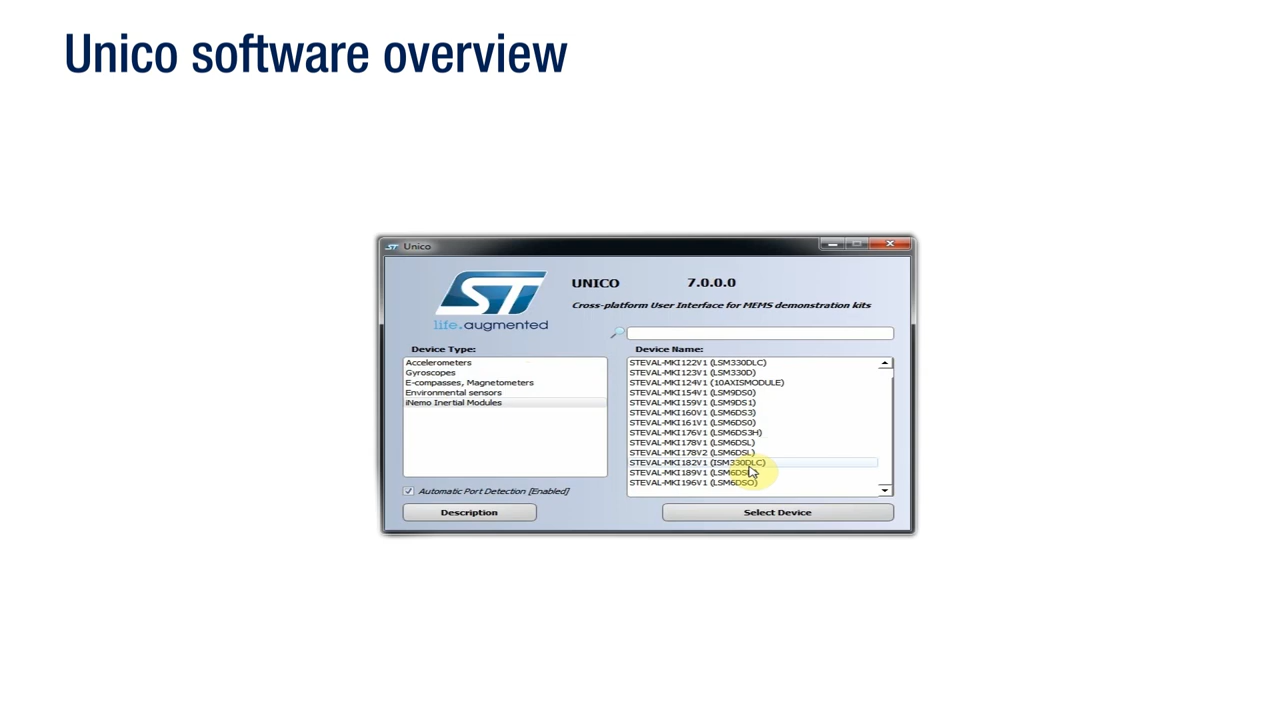 Unico software overview
Unico
ST
life.augmented
UNICO 7.0.0.0
Cross-platform User Interface for MEMS demonstration kits
Device Type:
Accelerometers
Gyroscopes
E-compasses, Magnetometers
Environmental sensors
iNemo Inertial Modules
Device Name:
STEVAL-MKI122V1 (LSM330DLC)
STEVAL-MKI123V1 (LSM330D)
STEVAL-MKI124V1 (10AXISMODULE)
STEVAL-MKI154V1 (LSM9DS0)
STEVAL-MKI159V1 (LSM9DS1)
STEVAL-MKI160V1 (LSM6DS3)
STEVAL-MKI161V1 (LSM6DS0)
STEVAL-MKI176V1 (LSM6DS3H)
STEVAL-MKI178V1 (LSM6DSL)
STEVAL-MKI178V2 (LSM6DSL)
STEVAL-MKI182V1 (ISM330DLC)
STEVAL-MKI189V1
STEVAL-MKI196V1 (LSM6DSO)
Automatic Port Detection [Enabled]
Description
Select Device